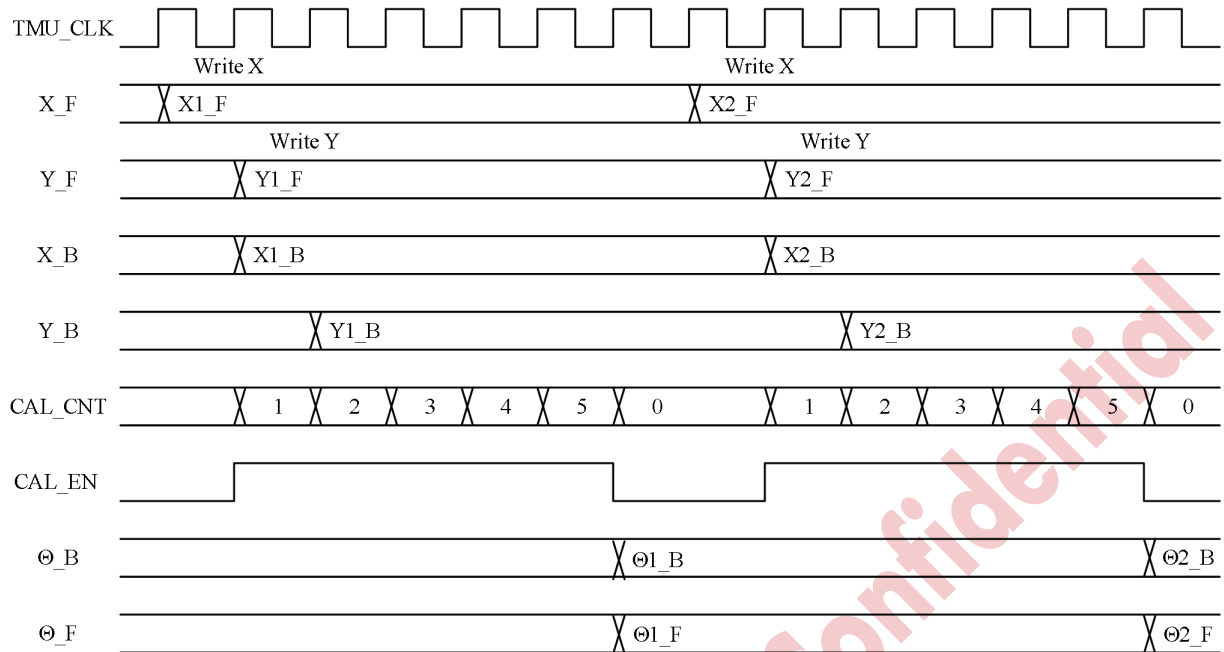 TMU_CLK
Write X Write X
X_F X1_F X2_F
Write Y Write Y
Y_F Y1_F Y2_F
X_B X1_B X2_B
Y_B Y1_B Y2_B
CAL_CNT 1 2 3 4 5 0 1 2 3 4 5 0
CAL_EN
Θ_B Θ1_B Θ2_B
Θ_F Θ1_F Θ2_F
Confidential